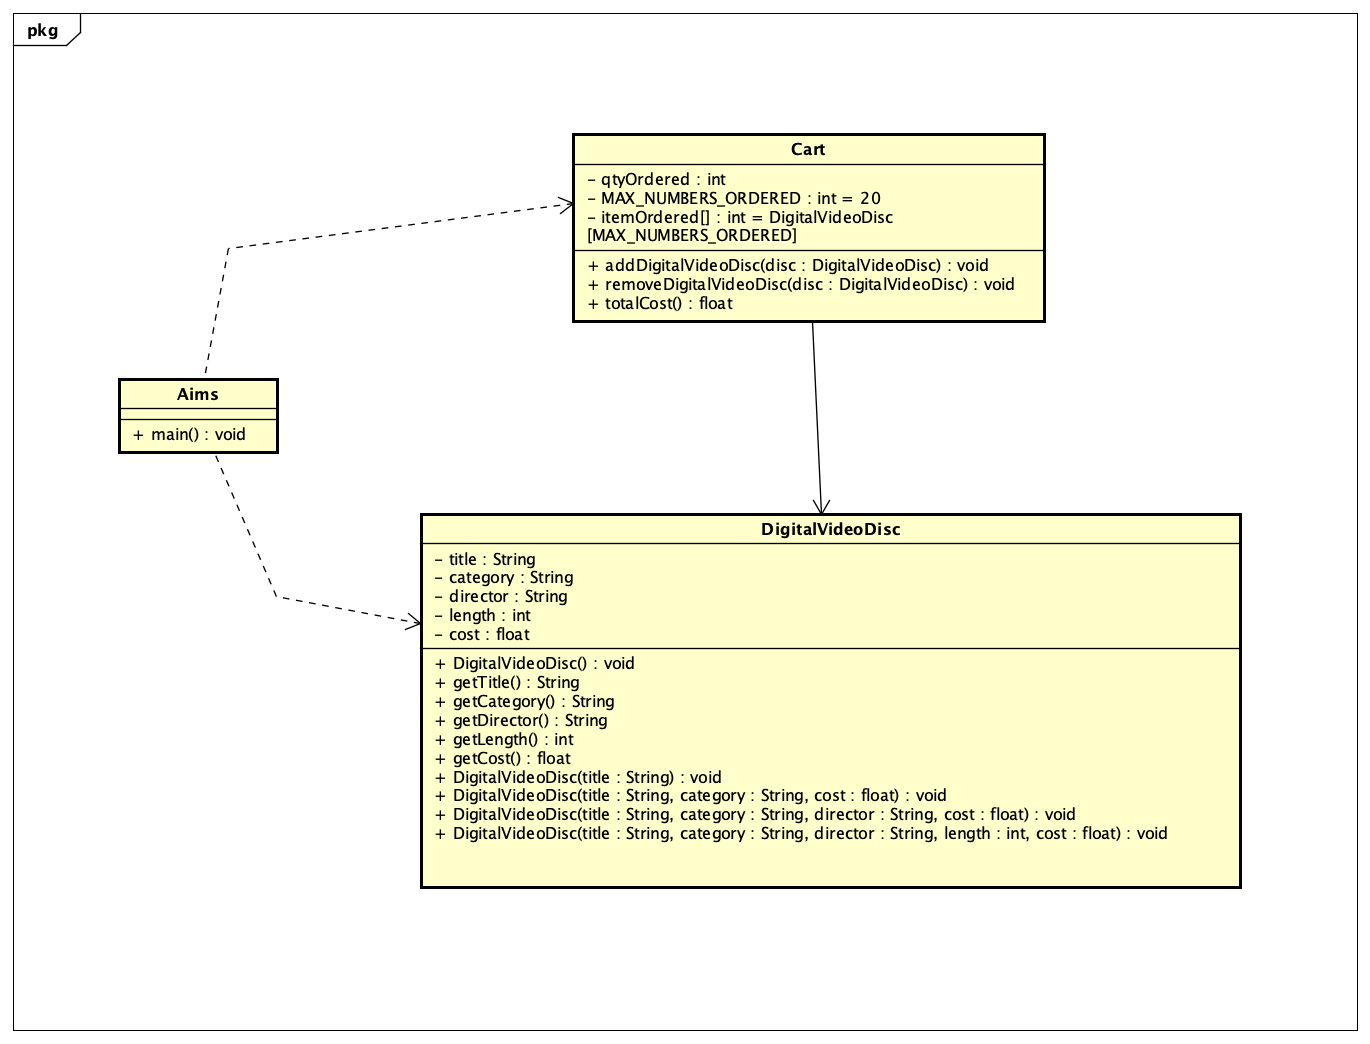 pkg
Cart
– qtyOrdered : int
– MAX_NUMBERS_ORDERED : int = 20
– itemOrdered[] : int = DigitalVideoDisc
[MAX_NUMBERS_ORDERED]
+ addDigitalVideoDisc(disc : DigitalVideoDisc) : void
+ removeDigitalVideoDisc(disc : DigitalVideoDisc) : void
+ totalCost() : float
Aims
+ main() : void
DigitalVideoDisc
– title : String
– category : String
– director : String
– length : int
– cost : float
+ DigitalVideoDisc() : void
+ getTitle() : String
+ getCategory() : String
+ getDirector() : String
+ getLength() : int
+ getCost() : float
+ DigitalVideoDisc(title : String) : void
+ DigitalVideoDisc(title : String, category : String, cost : float) : void
+ DigitalVideoDisc(title : String, category : String, director : String, cost : float) : void
+ DigitalVideoDisc(title : String, category : String, director : String, length : int, cost : float) : void